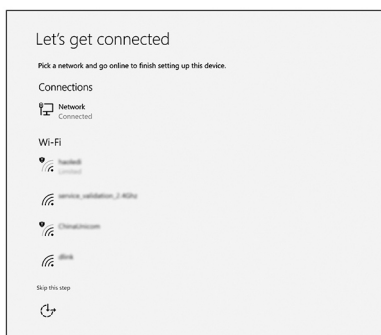 Let's get connected
Pick a network and go online to finish setting up this device.
Connections
Network
Connected
Wi-Fi
Limited
service_validation_2.4Ghz
ChinaUnicom
dlink
Skip this step